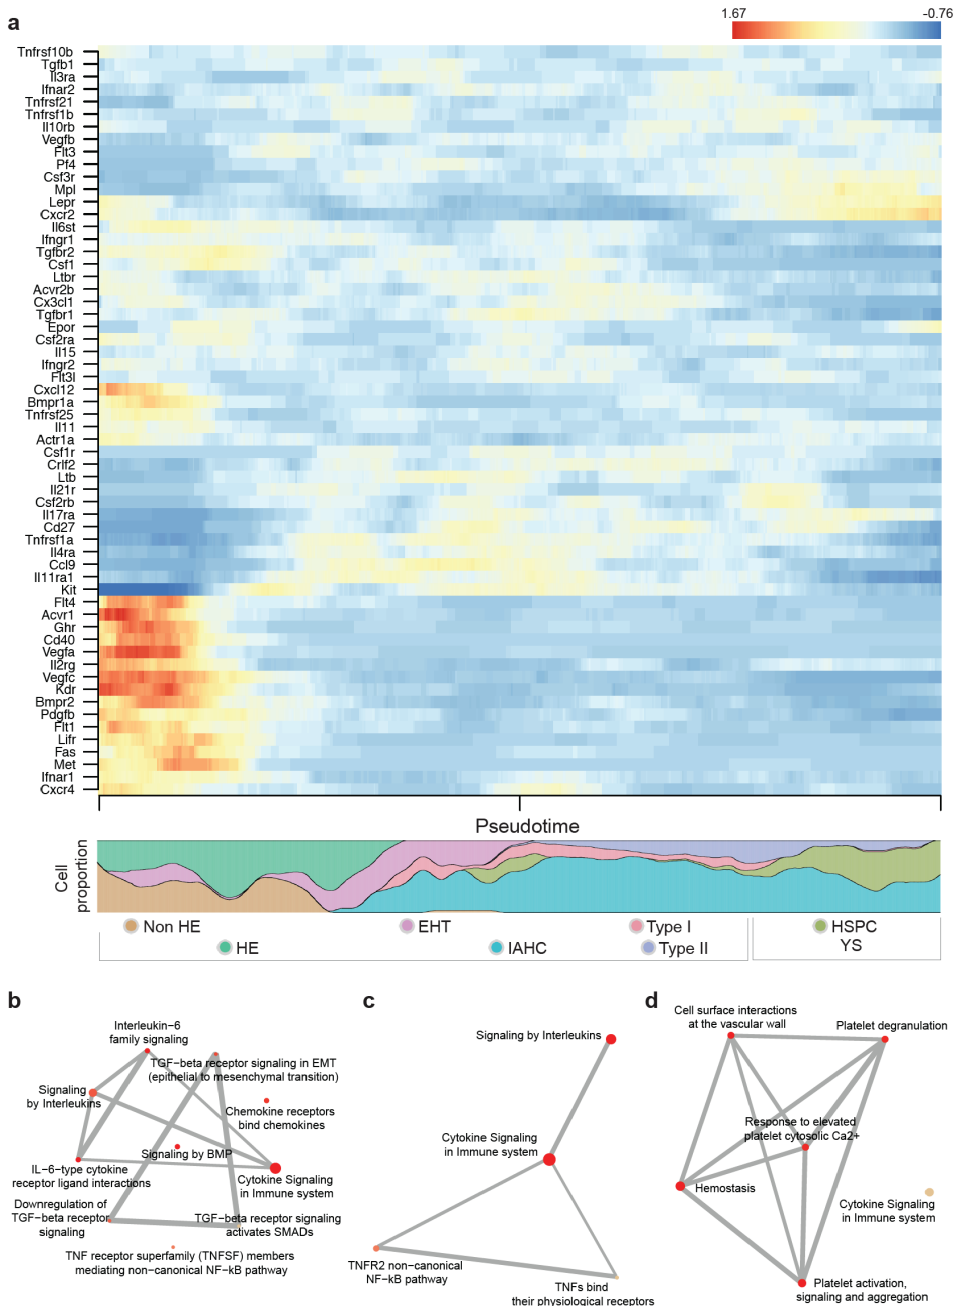 a
1.67
-0.76
Tnfrsf10b
Tgfb1
Il3ra
Ifnar2
Tnfrsf21
Tnfrsf1b
Il10rb
Vegfb
Flt3
Pf4
Csf3r
Mpl
Lepr
Cxcr2
Il6st
Ifngr1
Tgfbr2
Csf1
Ltbr
Acvr2b
Cx3cl1
Tgfbr1
Epor
Csf2ra
Il15
Ifngr2
Flt3l
Cxcl12
Bmpr1a
Tnfrsf25
Il11
Actr1a
Csf1r
Crlf2
Ltb
Il21r
Csf2rb
Il17ra
Cd27
Tnfrsf1a
Il4ra
Ccl9
Il11ra1
Kit
Flt4
Acvr1
Ghr
Cd40
Vegfa
Il2rg
Vegfc
Kdr
Bmpr2
Pdgfb
Flt1
Lifr
Fas
Met
Ifnar1
Cxcr4
Pseudotime
Cell
proportion
Non HE
EHT
Type I
HSPC
HE
IAHC
Type II
YS
b
Interleukin−6
family signaling
TGF−beta receptor signaling in EMT
(epithelial to mesenchymal transition)
Signaling
by Interleukins
Chemokine receptors
bind chemokines
Signaling by BMP
IL−6−type cytokine
receptor ligand interactions
Cytokine Signaling
in Immune system
Downregulation of
TGF−beta receptor
signaling
TGF−beta receptor signaling
activates SMADs
TNF receptor superfamily (TNFSF) members
mediating non−canonical NF−kB pathway
c
Signaling by Interleukins
Cytokine Signaling
in Immune system
TNFR2 non−canonical
NF−kB pathway
TNFs bind
their physiological receptors
d
Cell surface interactions
at the vascular wall
Platelet degranulation
Response to elevated
platelet cytosolic Ca2+
Hemostasis
Cytokine Signaling
in Immune system
Platelet activation,
signaling and aggregation